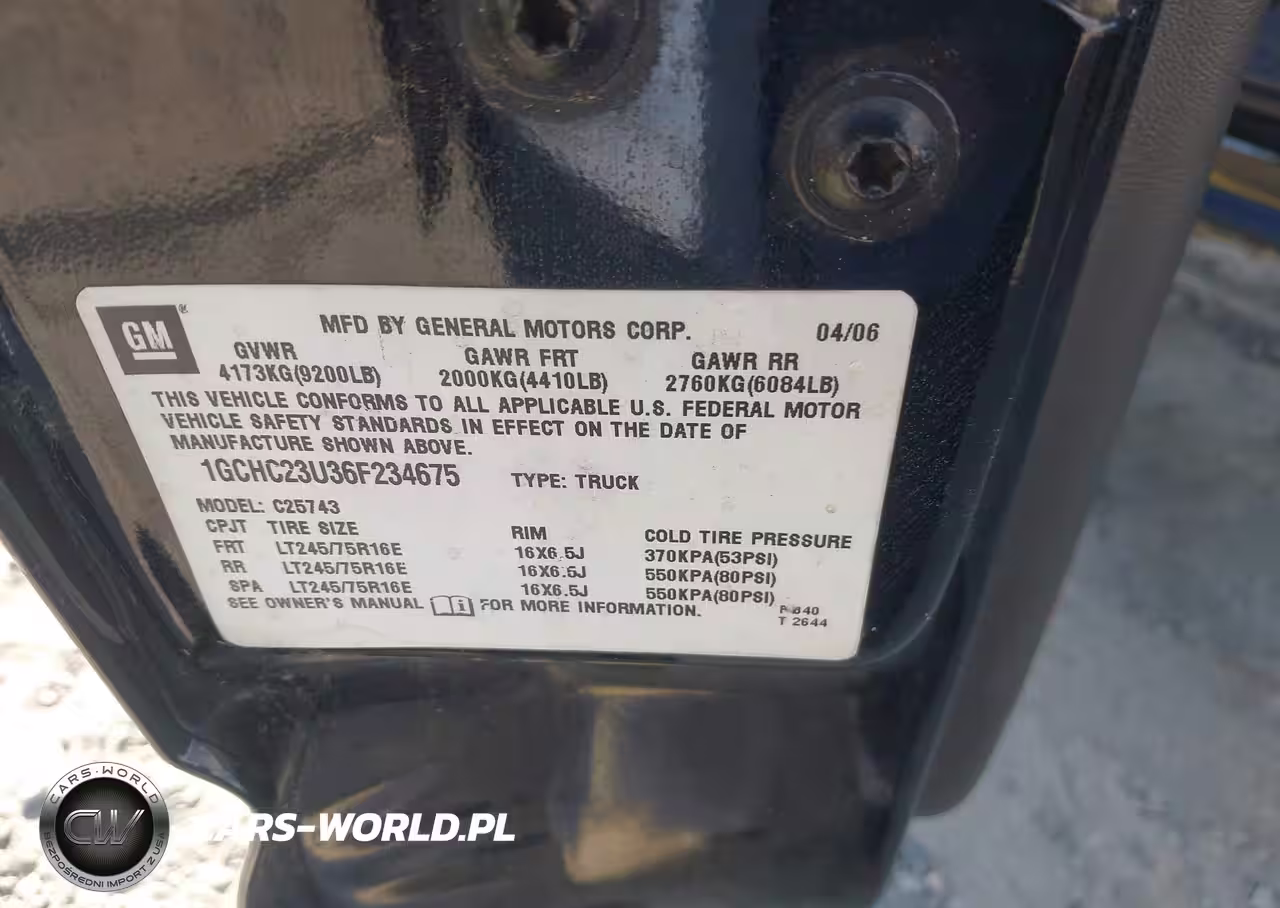 GM ®
MFD BY GENERAL MOTORS CORP. 04/06
GVWR GAWR FRT GAWR RR
4173KG(9200LB) 2000KG(4410LB) 2760KG(6084LB)
THIS VEHICLE CONFORMS TO ALL APPLICABLE U.S. FEDERAL MOTOR
VEHICLE SAFETY STANDARDS IN EFFECT ON THE DATE OF
MANUFACTURE SHOWN ABOVE.
1GCHC23U36F234675 TYPE: TRUCK
MODEL: C25743
CPJT TIRE SIZE RIM COLD TIRE PRESSURE
FRT LT245/75R16E 16X6.5J 370KPA(53PSI)
RR LT245/75R16E 16X6.5J 550KPA(80PSI)
SPA LT245/75R16E 16X6.5J 550KPA(80PSI)
SEE OWNER'S MANUAL FOR MORE INFORMATION.
T 2644
CARS-WORLD
CW
BEZPOŚREDNI IMPORT Z USA
CARS-WORLD.PL